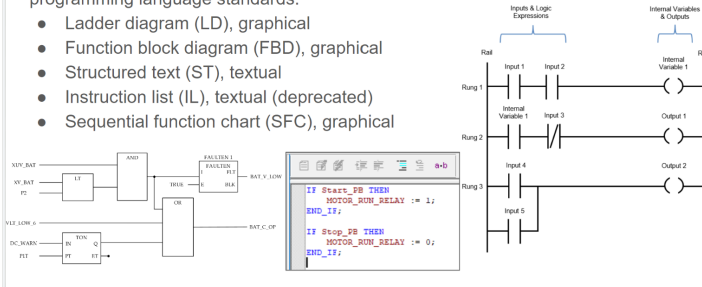 programming language standards:
● Ladder diagram (LD), graphical
● Function block diagram (FBD), graphical
● Structured text (ST), textual
● Instruction list (IL), textual (deprecated)
● Sequential function chart (SFC), graphical
XUV_BAT
XV_BAT
P2
VLT_LOW_6
DC_WARN
PLT
LT
AND
TON
IN Q
PT ET
TRUE
FAULTEN 1
FAULTEN
I FLT
E BLK
OR
BAT_V_LOW
BAT_C_OP
a•b
IF Start_PB THEN
MOTOR_RUN_RELAY := 1;
END_IF;
IF Stop_PB THEN
MOTOR_RUN_RELAY := 0;
END_IF;
Inputs & Logic
Expressions
Internal Variables
& Outputs
Rail
R
Rung 1
Input 1
Input 2
Internal
Variable 1
Rung 2
Internal
Variable 1
Input 3
Output 1
Rung 3
Input 4
Output 2
Input 5